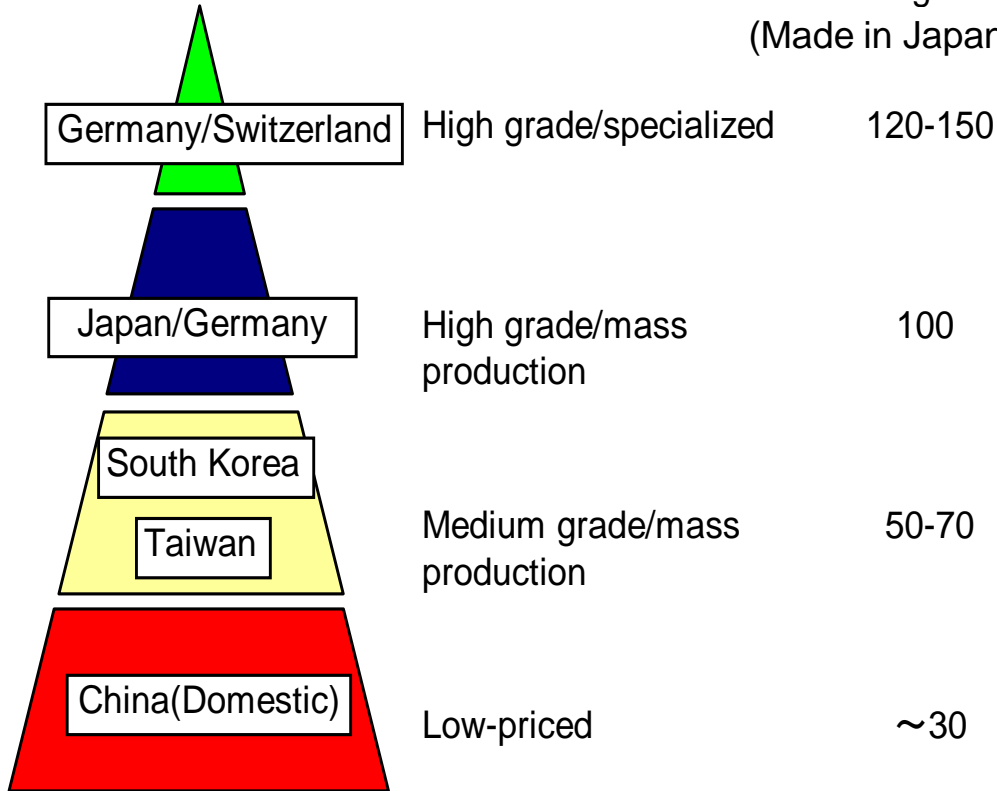 (Made in Japan
Germany/Switzerland
High grade/specialized
120-150
Japan/Germany
High grade/mass
production
100
South Korea
Taiwan
Medium grade/mass
production
50-70
China(Domestic)
Low-priced
～30